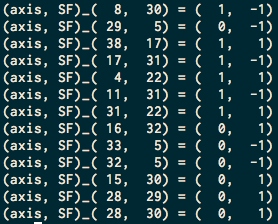 (axis, SF)_(  8,  30) = (  1,  -1)
(axis, SF)_( 29,   5) = (  0,  -1)
(axis, SF)_( 38,  17) = (  1,   1)
(axis, SF)_( 17,  31) = (  1,  -1)
(axis, SF)_(  4,  22) = (  1,   1)
(axis, SF)_( 11,  31) = (  1,  -1)
(axis, SF)_( 31,  22) = (  1,   1)
(axis, SF)_( 16,  32) = (  0,   1)
(axis, SF)_( 33,   5) = (  0,  -1)
(axis, SF)_( 32,   5) = (  0,  -1)
(axis, SF)_( 15,  30) = (  0,   1)
(axis, SF)_( 28,  29) = (  0,   1)
(axis, SF)_( 28,  30) = (  0,   1)